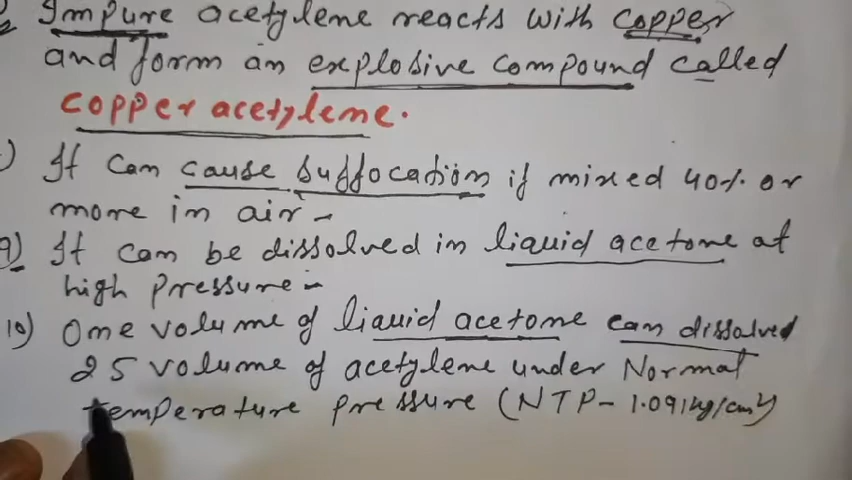 Impure acetylene reacts with copper
and form an explosive compound called
copper acetylene.
) It can cause suffocation if mixed 40% or
more in air -
9) It can be dissolved in liquid acetone at
high pressure -
10) One volume of liquid acetone can dissolved
25 volume of acetylene under Normal
temperature pressure (NTP- 1.091kg/cm²)